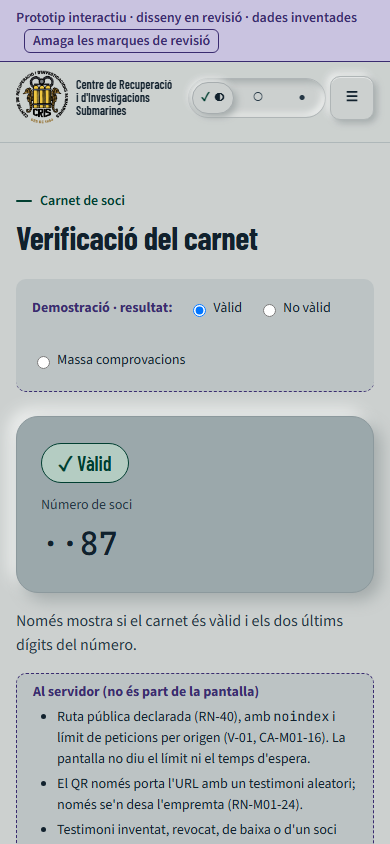 Prototip interactiu · disseny en revisió · dades inventades
Amaga les marques de revisió
CRIS
Centre de Recuperació
i d'Investigacions
Submarines
Carnet de soci
Verificació del carnet
Demostració · resultat:
Vàlid
No vàlid
Massa comprovacions
✓ Vàlid
Número de soci
··87
Només mostra si el carnet és vàlid i els dos últims
dígits del número.
Al servidor (no és part de la pantalla)
• Ruta pública declarada (RN-40), amb noindex i
límit de peticions per origen (V-01, CA-M01-16). La
pantalla no diu el límit ni el temps d'espera.
• El QR només porta l'URL amb un testimoni aleatori;
només se'n desa l'empremta (RN-M01-24).
• Testimoni inventat, revocat, de baixa o d'un soci